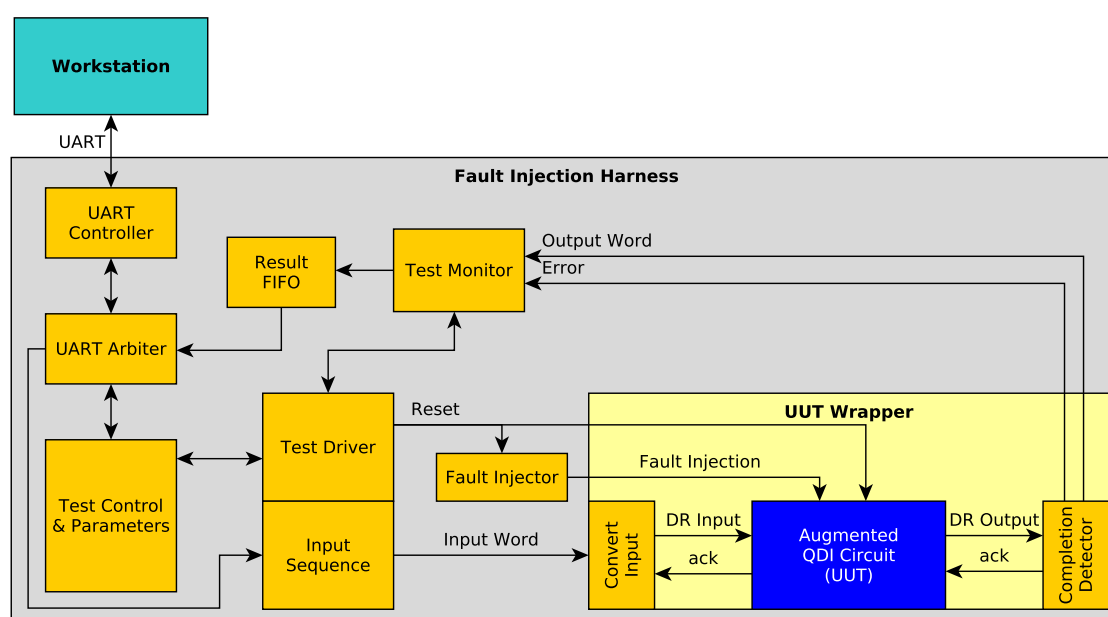 Workstation
UART
Fault Injection Harness
UART
Controller
Result
FIFO
Test Monitor
Output Word
Error
UART Arbiter
Test Control
& Parameters
Test Driver
Reset
Fault Injector
Fault Injection
UUT Wrapper
Input
Sequence
Input Word
Convert
Input
DR Input
ack
Augmented
QDI Circuit
(UUT)
DR Output
ack
Completion
Detector